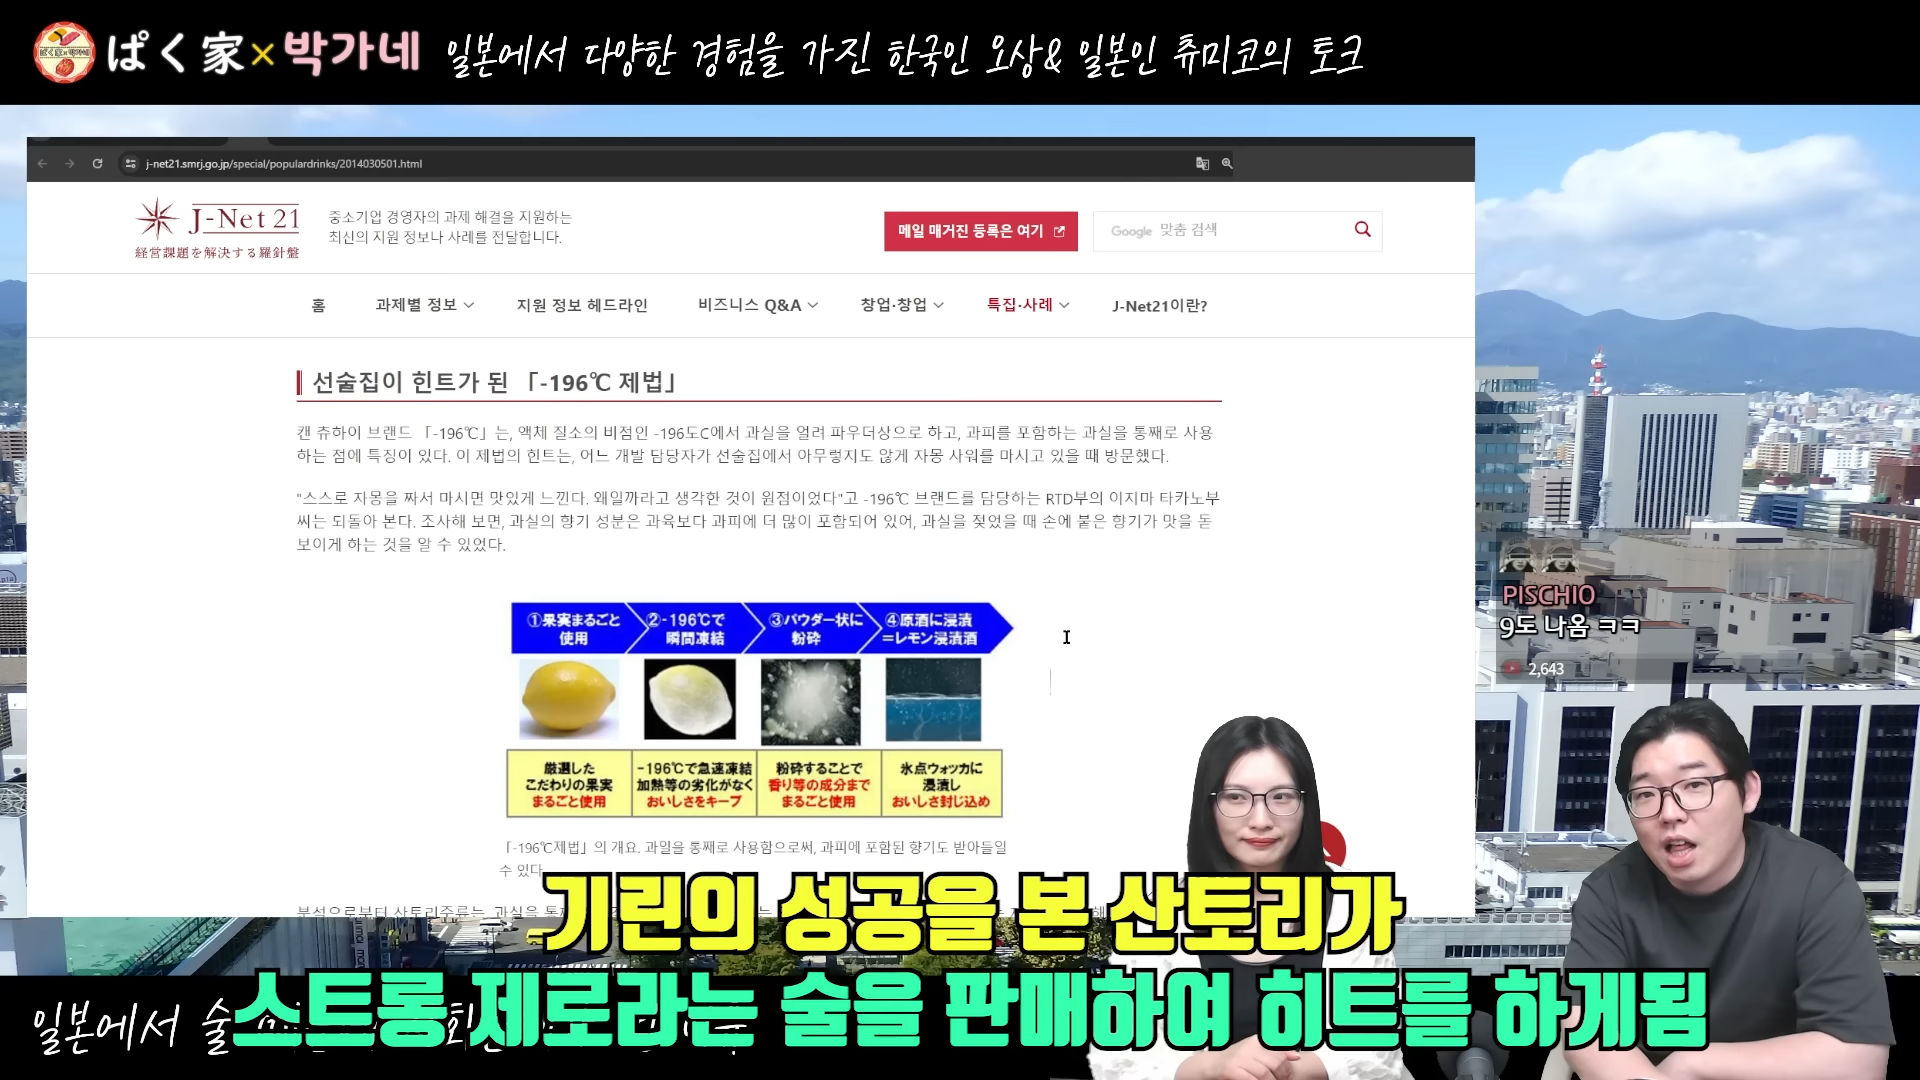 ぱく家×박가네 일본에서 다양한 경험을 가진 한국인 오상& 일본인 츄미코의 토크
j-net21.smrj.go.jp/special/populardrinks/2014030501.html
J-Net 21
経営課題を解決する羅針盤
중소기업 경영자의 과제 해결을 지원하는
최신의 지원 정보나 사례를 전달합니다.
메일 매거진 등록은 여기
Google 맞춤 검색
홈 과제별 정보 지원 정보 헤드라인 비즈니스 Q&A 창업·창업 특집·사례 J-Net21이란?
선술집이 힌트가 된 「-196℃ 제법」
캔 츄하이 브랜드 「-196℃」는, 액체 질소의 비점인 -196도C에서 과실을 얼려 파우더상으로 하고, 과피를 포함하는 과실을 통째로 사용
하는 점에 특징이 있다. 이 제법의 힌트는, 어느 개발 담당자가 선술집에서 아무렇지도 않게 자몽 사워를 마시고 있을 때 방문했다.
"스스로 자몽을 짜서 마시면 맛있게 느낀다. 왜일까라고 생각한 것이 원점이었다"고 -196℃ 브랜드를 담당하는 RTD부의 이지마 타카노부
씨는 되돌아 본다. 조사해 보면, 과실의 향기 성분은 과육보다 과피에 더 많이 포함되어 있어, 과실을 짖었을 때 손에 붙은 향기가 맛을 돋
보이게 하는 것을 알 수 있었다.
①果実まるごと
使用
②-196℃で
瞬間凍結
③パウダー状に
粉砕
④原酒に浸漬
=レモン浸漬酒
厳選した
こだわりの果実
まるごと使用
-196℃で急速凍結
加熱等の劣化がなく
おいしさをキープ
粉砕することで
香り等の成分まで
まるごと使用
氷点ウォッカに
浸漬し
おいしさ封じ込め
「-196℃제법」의 개요. 과일을 통째로 사용함으로써, 과피에 포함된 향기도 받아들일
수 있다
PISCHIO
9도 나옴 ㅋㅋ
2,643
기린의 성공을 본 산토리가
스트롱 제로라는 술을 판매하여 히트를 하게됨
일본에서 술